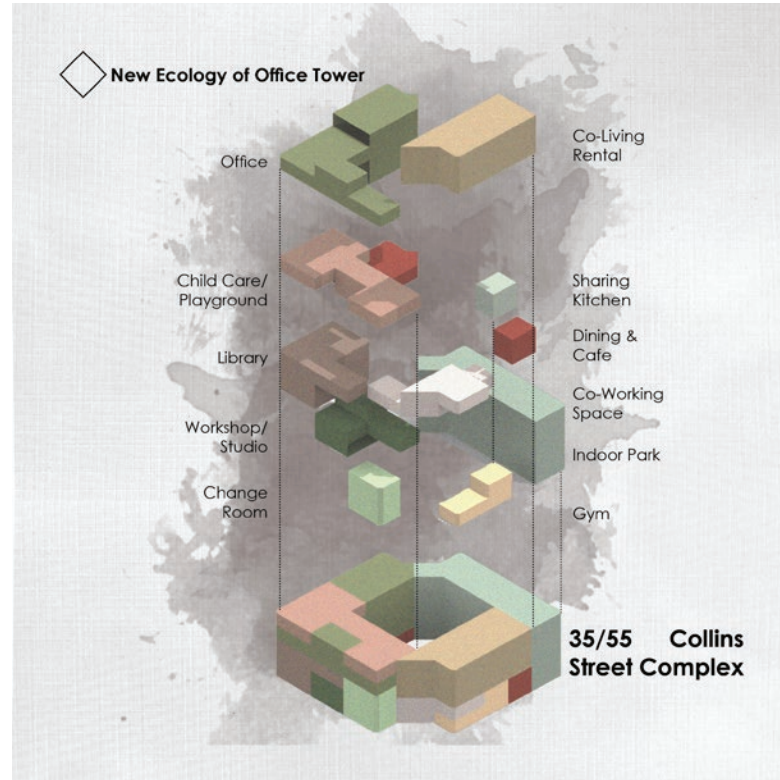 New Ecology of Office Tower
Office
Co-Living
Rental
Child Care/
Playground
Sharing
Kitchen
Dining &
Cafe
Library
Co-Working
Space
Workshop/
Studio
Indoor Park
Change
Room
Gym
35/55 Collins
Street Complex